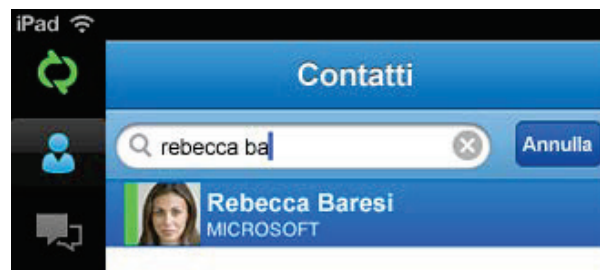 iPad
Contatti
rebecca ba
Annulla
Rebecca Baresi
MICROSOFT